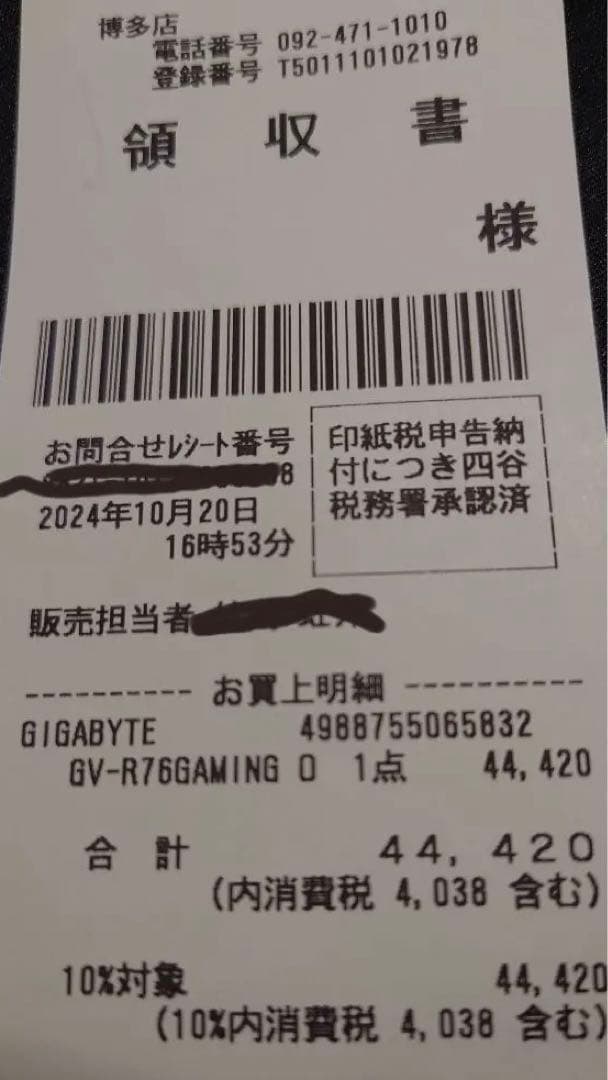 博多店
電話番号 092-471-1010
登録番号 T5011101021978
領 収 書
様
お問合せﾚｼｰﾄ番号
8
2024年10月20日
16時53分
印紙税申告納
付につき四谷
税務署承認済
販売担当者
---------- お買上明細 ----------
GIGABYTE 4988755065832
GV-R76GAMING O 1点 44,420
合 計 44,420
(内消費税 4,038 含む)
10%対象 44,420
(10%内消費税 4,038 含む)